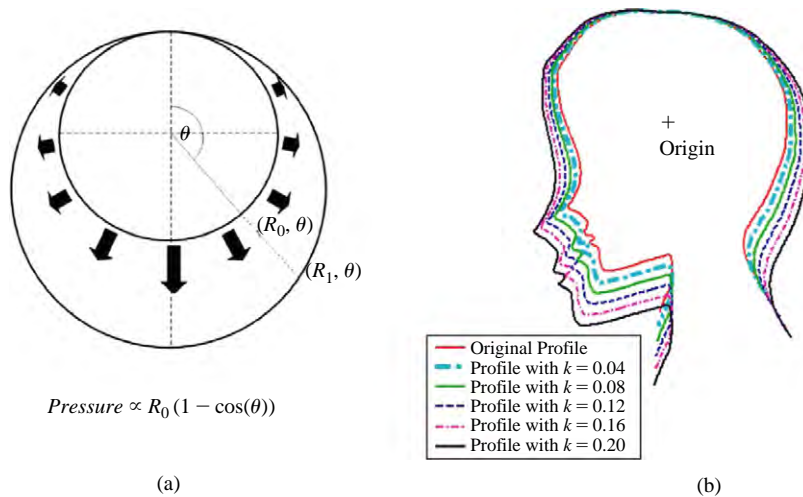 θ
(R₀, θ)
(R₁, θ)
Pressure ∝ R₀ (1 − cos(θ))
(a)
+
Origin
Original Profile
Profile with k = 0.04
Profile with k = 0.08
Profile with k = 0.12
Profile with k = 0.16
Profile with k = 0.20
(b)